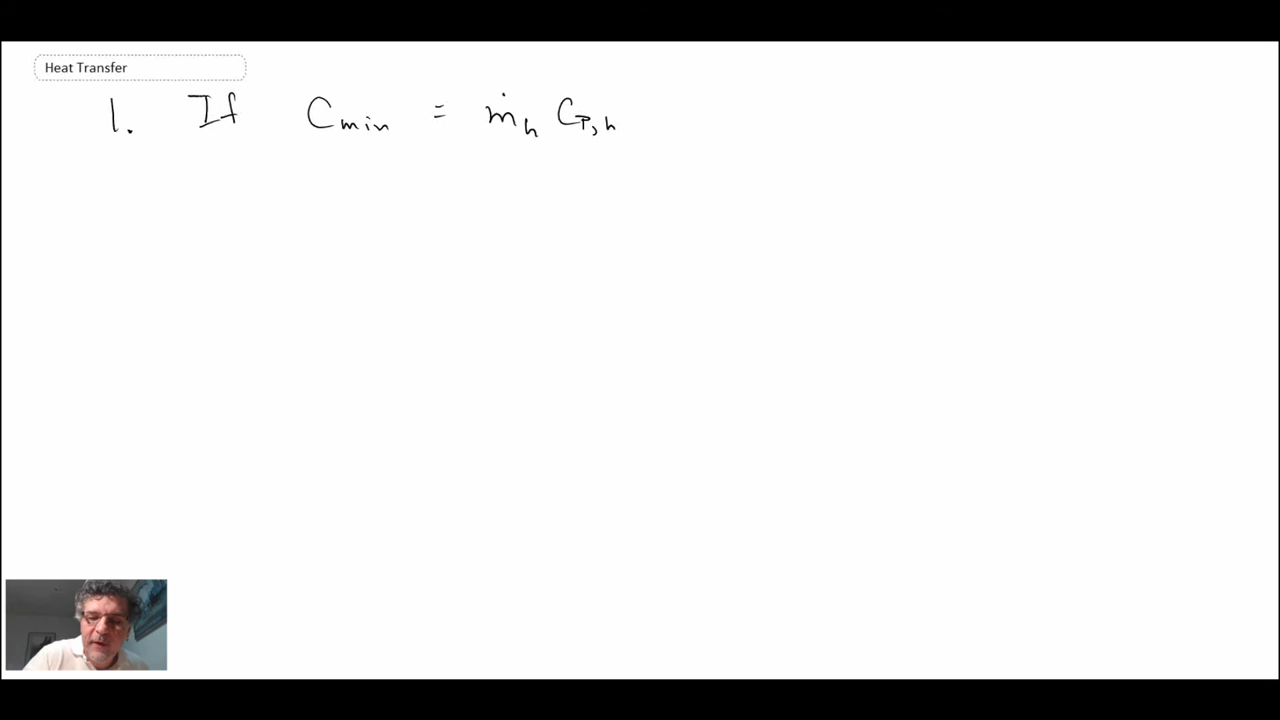 Heat Transfer
1. If Cmin = ṁh CP,h